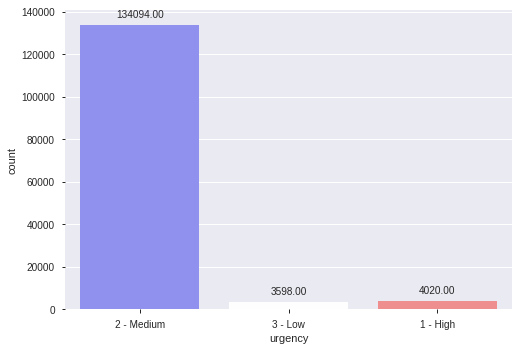 134094.00
140000
120000
100000
80000
60000
40000
20000
0
count
3598.00
4020.00
2 - Medium
3 - Low
1 - High
urgency